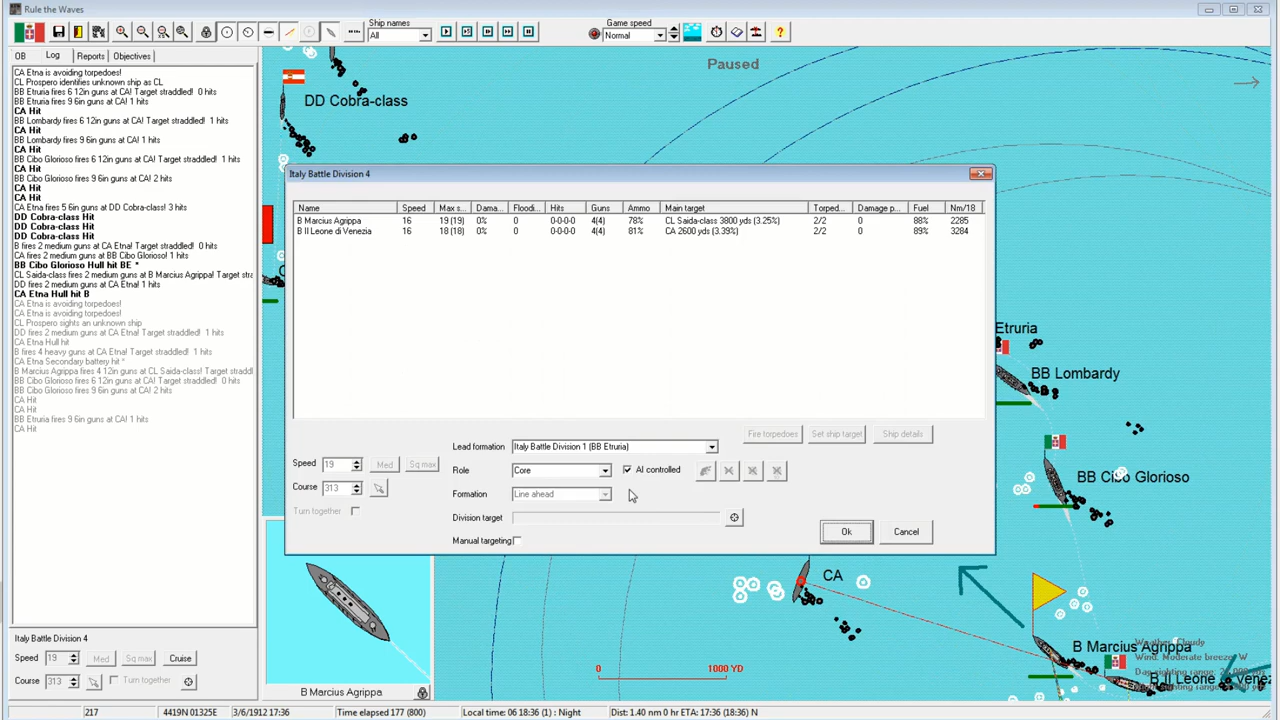 Rule the Waves
Ship names
All
Game speed
Normal
OB Log Reports Objectives
CA Etna is avoiding torpedoes!
CL Prospero identifies unknown ship as CL
BB Etruria fires 6 12in guns at CA! Target straddled! 0 hits
BB Etruria fires 9 6in guns at CA! 1 hits
CA Hit
BB Lombardy fires 6 12in guns at CA! Target straddled! 1 hits
CA Hit
BB Lombardy fires 9 6in guns at CA! 1 hits
CA Hit
BB Cibo Glorioso fires 6 12in guns at CA! Target straddled! 1 hits
CA Hit
BB Cibo Glorioso fires 9 6in guns at CA! 2 hits
CA Hit
CA Hit
CA Etna fires 5 6in guns at DD Cobra-class! 3 hits
DD Cobra-class Hit
DD Cobra-class Hit
DD Cobra-class Hit
B fires 2 medium guns at CA Etna! Target straddled! 0 hits
CA fires 2 medium guns at BB Cibo Glorioso! 1 hits
BB Cibo Glorioso Hull hit BE *
CL Saida-class fires 2 medium guns at B Marcius Agrippa! Target stra
DD fires 2 medium guns at CA Etna! 1 hits
CA Etna Hull hit B
CA Etna is avoiding torpedoes!
CA Etna is avoiding torpedoes!
CL Prospero sights an unknown ship
DD fires 2 medium guns at CA Etna! Target straddled! 1 hits
CA Etna Hull hit
B fires 4 heavy guns at CA Etna! Target straddled! 1 hits
CA Etna Secondary battery hit *
B Marcius Agrippa fires 4 12in guns at CL Saida-class! Target stradd
BB Cibo Glorioso fires 6 12in guns at CA! Target straddled! 0 hits
BB Cibo Glorioso fires 9 6in guns at CA! 2 hits
CA Hit
CA Hit
BB Etruria fires 9 6in guns at CA! 1 hits
CA Hit
Italy Battle Division 4
Speed 19 Med Sq max Cruise
Course 313 Turn together
Paused
DD Cobra-class
Italy Battle Division 4
Name Speed Max s... Dama... Floodi... Hits Guns Ammo Main target Torped... Damage p... Fuel Nm/18
B Marcius Agrippa 16 19 (19) 0% 0 0-0-0-0 4(4) 78% CL Saida-class 3800 yds (3.25%) 2/2 0 88% 2285
B Il Leone di Venezia 16 18 (18) 0% 0 0-0-0-0 4(4) 81% CA 2600 yds (3.39%) 2/2 0 89% 3284
Fire torpedoes Set ship target Ship details
Lead formation Italy Battle Division 1 (BB Etruria)
Speed 19 Med Sq max
Role Core AI controlled
Course 313
Formation Line ahead
Turn together
Division target
Manual targeting
Ok Cancel
Etruria
BB Lombardy
BB Cibo Glorioso
CA
B Marcius Agrippa
B Il Leone
Venez
Weather: Cloudy
Wind: Moderate breeze W
0 1000 YD
B Marcius Agrippa
217 4419N 01325E 3/6/1912 17:36 Time elapsed 177 (800) Local time: 06 18:36 (1) : Night Dist: 1.40 nm 0 hr ETA: 17:36 (18:36) N